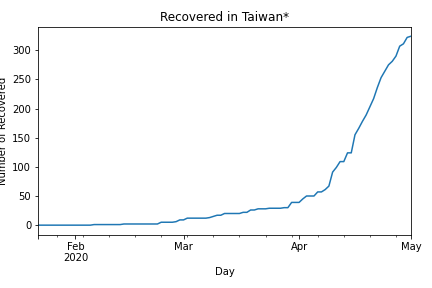 Recovered in Taiwan*
Number of Recovered
300
250
200
150
100
50
0
Feb
2020
Mar
Apr
May
Day